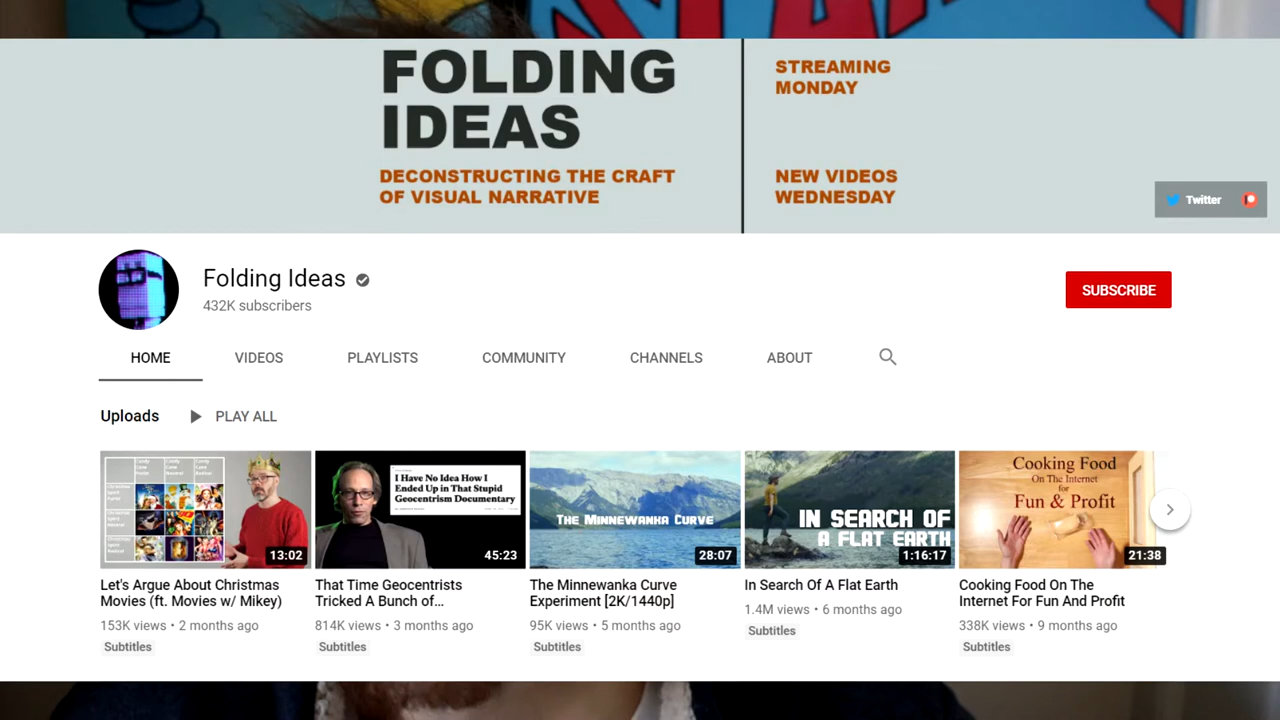 FOLDING
IDEAS
DECONSTRUCTING THE CRAFT
OF VISUAL NARRATIVE
STREAMING
MONDAY
NEW VIDEOS
WEDNESDAY
Twitter
Folding Ideas
432K subscribers
SUBSCRIBE
HOME VIDEOS PLAYLISTS COMMUNITY CHANNELS ABOUT
Uploads PLAY ALL
13:02
I Have No Idea How I
Ended Up in That Stupid
Geocentrism Documentary
45:23
THE MINNEWANKA CURVE
28:07
IN SEARCH OF
A FLAT EARTH
1:16:17
Cooking Food
On The Internet
for
Fun & Profit
21:38
Let's Argue About Christmas
Movies (ft. Movies w/ Mikey)
153K views • 2 months ago
Subtitles
That Time Geocentrists
Tricked A Bunch of…
814K views • 3 months ago
Subtitles
The Minnewanka Curve
Experiment [2K/1440p]
95K views • 5 months ago
Subtitles
In Search Of A Flat Earth
1.4M views • 6 months ago
Subtitles
Cooking Food On The
Internet For Fun And Profit
338K views • 9 months ago
Subtitles